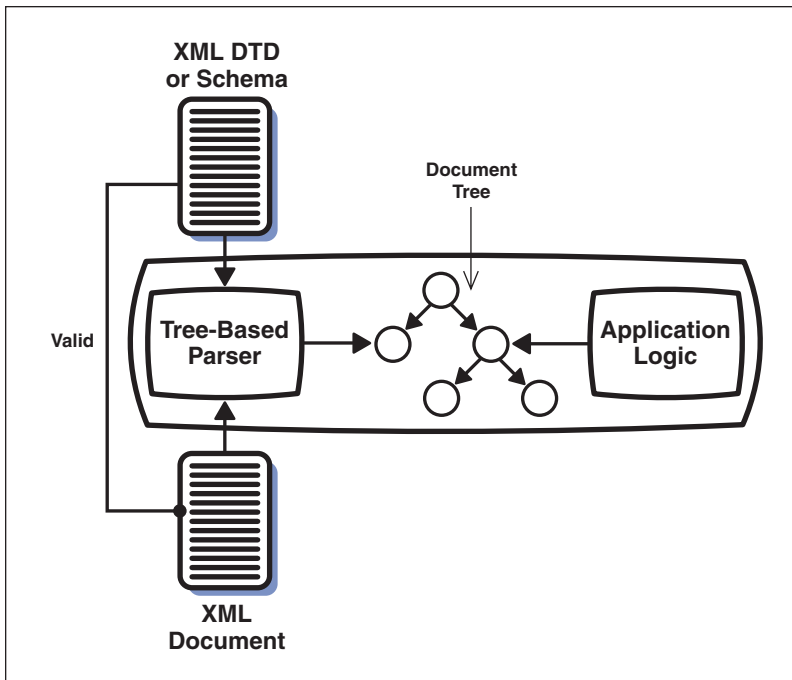 XML DTD
or Schema
Document
Tree
Valid
Tree-Based
Parser
Application
Logic
XML
Document